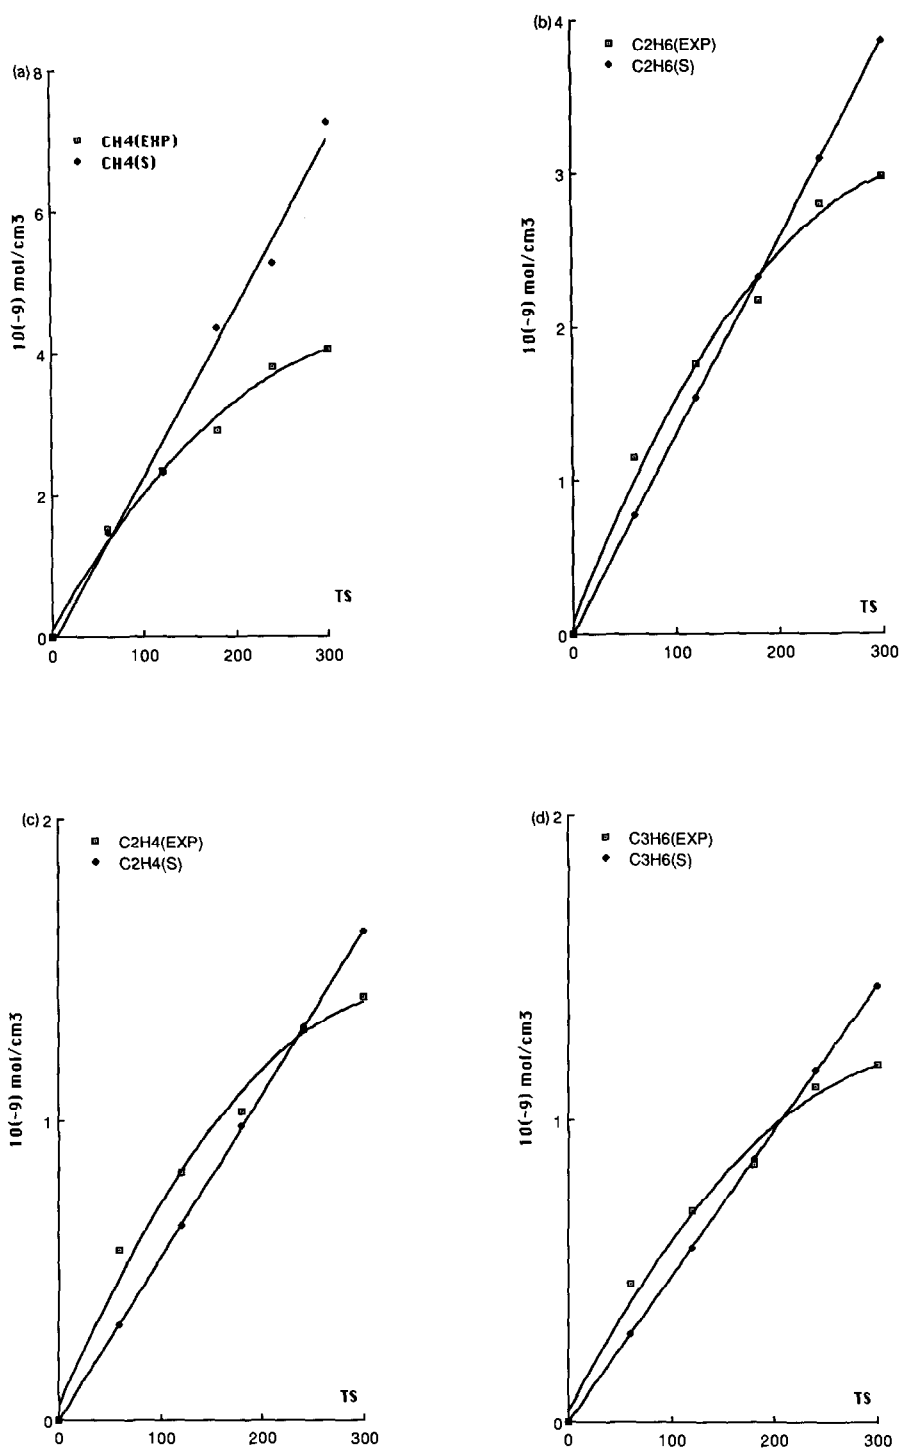 (a) 8
CH4(EXP)
CH4(S)
6
10(-9) mol/cm3
4
2
TS
0
0 100 200 300
(b) 4
C2H6(EXP)
C2H6(S)
3
10(-9) mol/cm3
2
1
TS
0
0 100 200 300
(c) 2
C2H4(EXP)
C2H4(S)
10(-9) mol/cm3
1
TS
0
0 100 200 300
(d) 2
C3H6(EXP)
C3H6(S)
10(-9) mol/cm3
1
TS
0
0 100 200 300